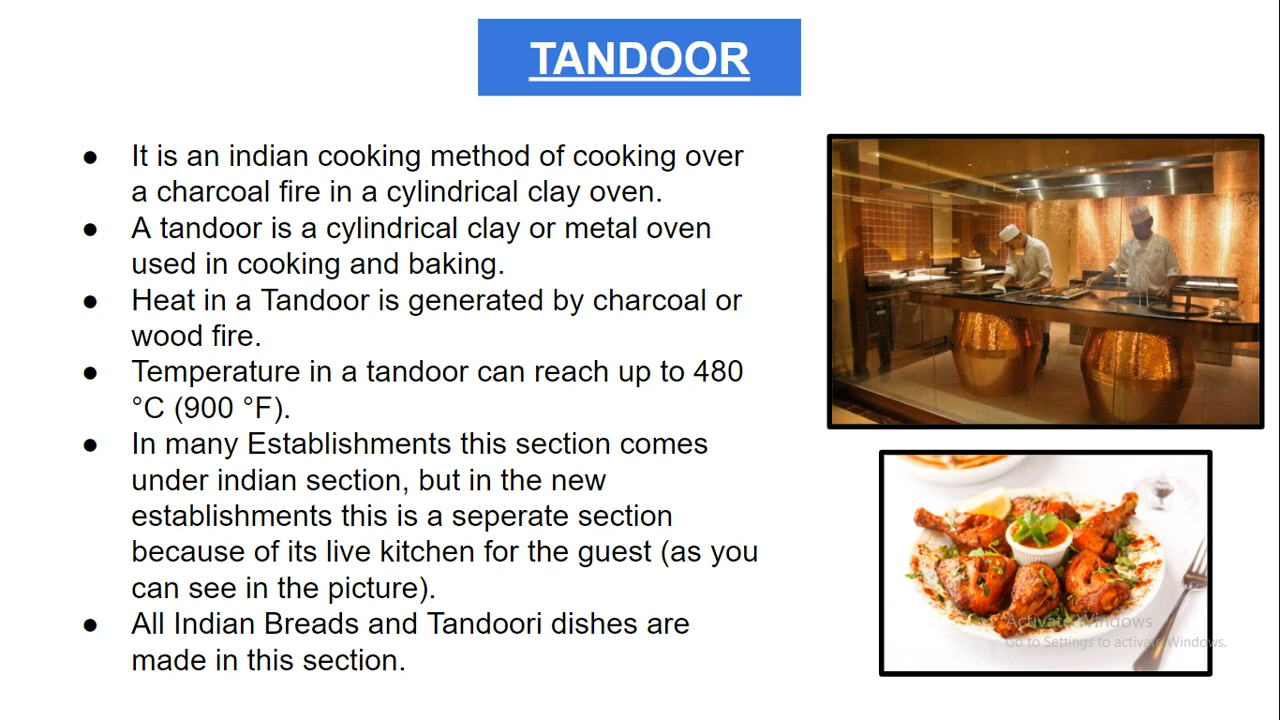 TANDOOR
● It is an indian cooking method of cooking over
a charcoal fire in a cylindrical clay oven.
● A tandoor is a cylindrical clay or metal oven
used in cooking and baking.
● Heat in a Tandoor is generated by charcoal or
wood fire.
● Temperature in a tandoor can reach up to 480
°C (900 °F).
● In many Establishments this section comes
under indian section, but in the new
establishments this is a seperate section
because of its live kitchen for the guest (as you
can see in the picture).
● All Indian Breads and Tandoori dishes are
made in this section.
Activate Windows
Go to Settings to activate Windows.